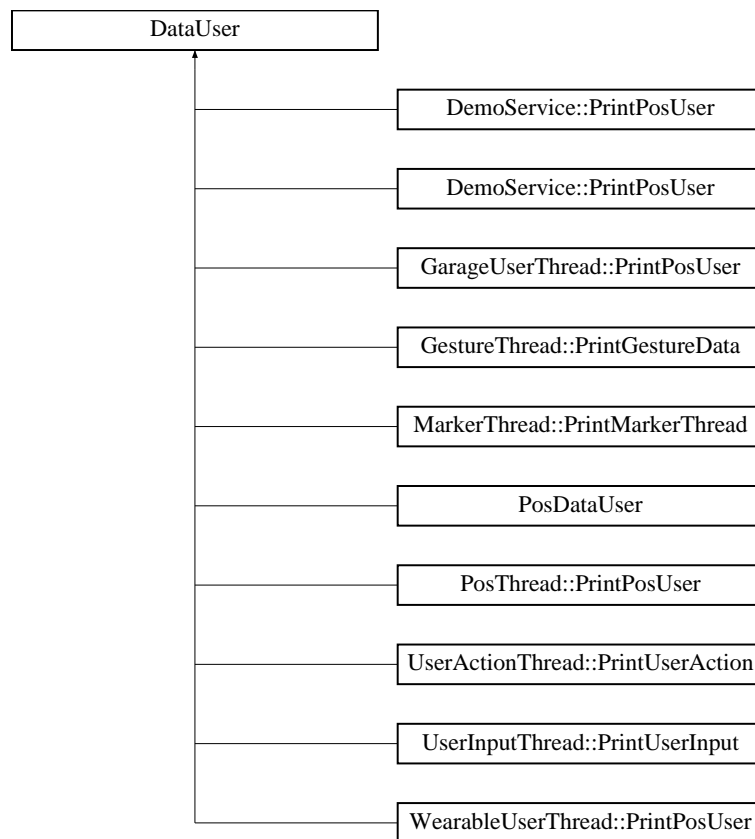 DataUser
DemoService::PrintPosUser
DemoService::PrintPosUser
GarageUserThread::PrintPosUser
GestureThread::PrintGestureData
MarkerThread::PrintMarkerThread
PosDataUser
PosThread::PrintPosUser
UserActionThread::PrintUserAction
UserInputThread::PrintUserInput
WearableUserThread::PrintPosUser